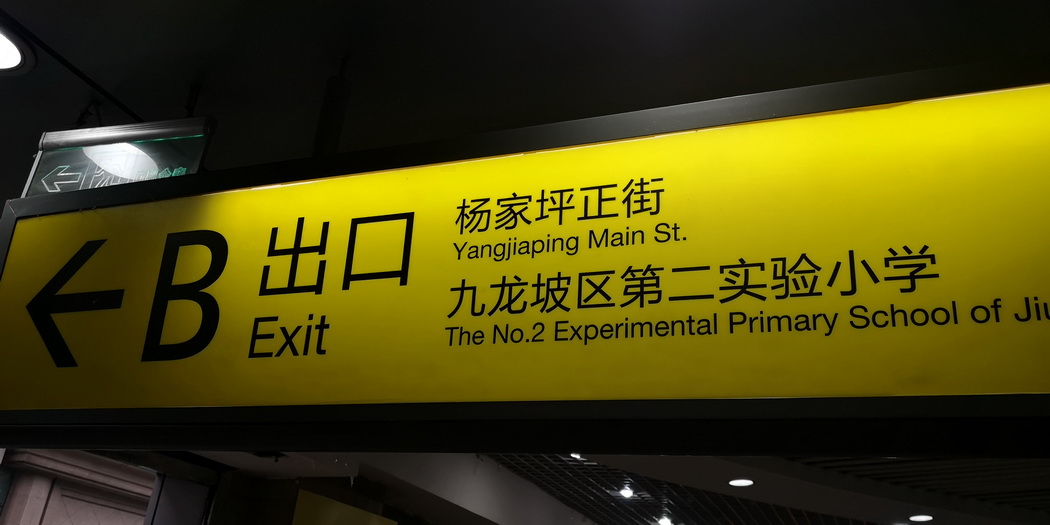 B 出口
Exit
杨家坪正街
Yangjiaping Main St.
九龙坡区第二实验小学
The No.2 Experimental Primary School of